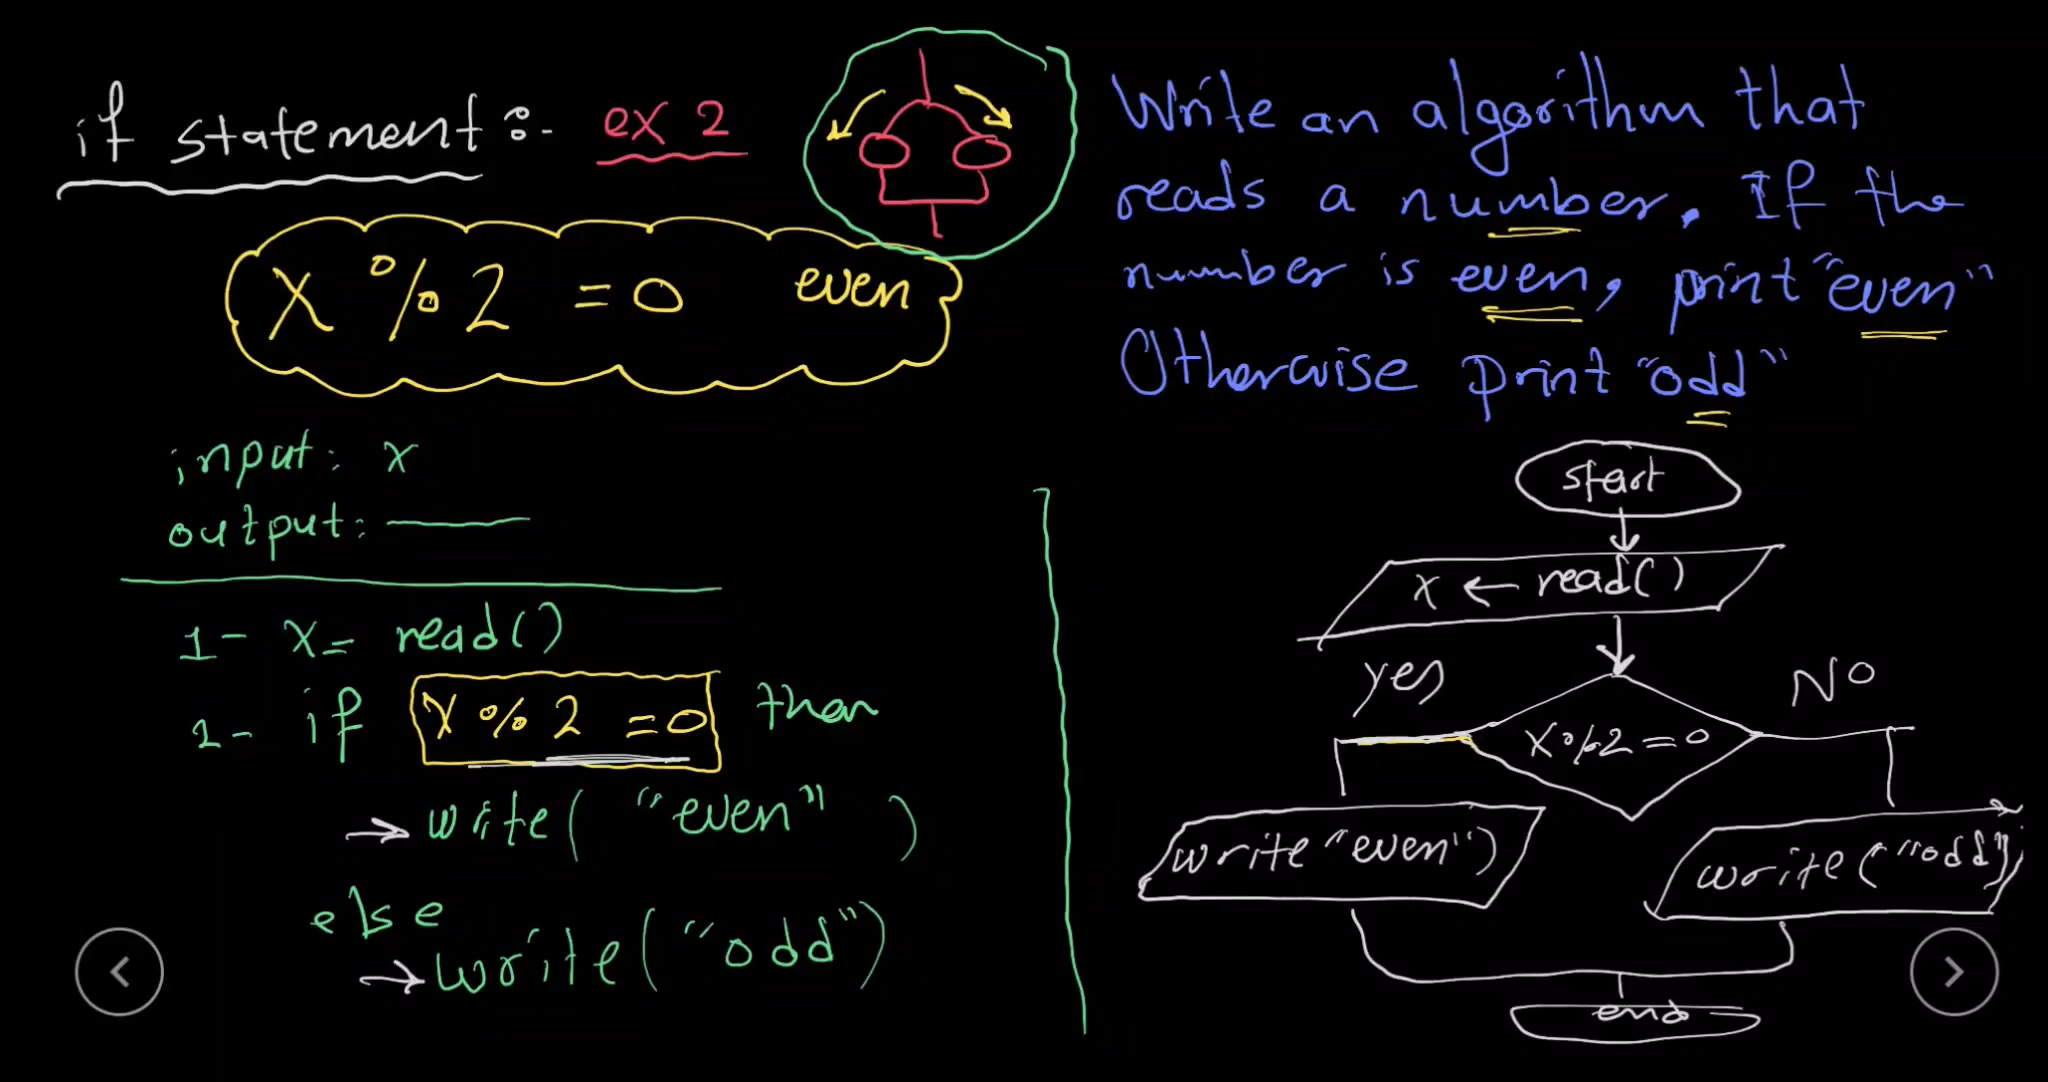 if statement :- ex 2
x % 2 = 0 even
input: x
output:
1- x = read()
2- if x % 2 = 0 then
→ write( "even" )
else
→ write( "odd" )
Write an algorithm that
reads a number. If the
number is even, print "even"
Otherwise print "odd"
start
x ← read()
yes
NO
x%2=0
write "even")
write ("odd")
end